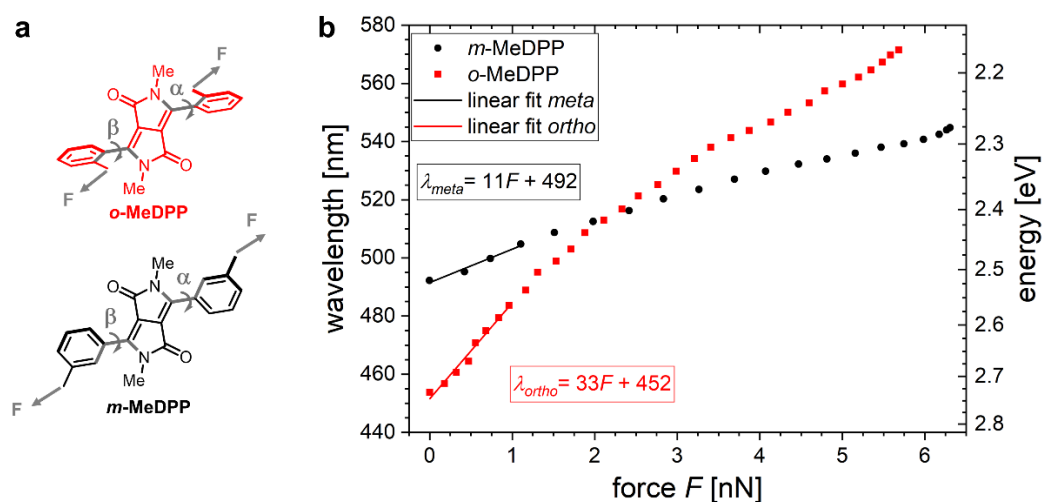 a
F
Me
N
α
O
β
O
N
F
Me
o-MeDPP
F
Me
N
α
O
β
O
N
Me
F
m-MeDPP
b
580
560
540
520
500
480
460
440
wavelength [nm]
m-MeDPP
o-MeDPP
linear fit meta
linear fit ortho
λmeta= 11F + 492
λortho= 33F + 452
0
1
2
3
4
5
6
force F [nN]
2.2
2.3
2.4
2.5
2.6
2.7
2.8
energy [eV]